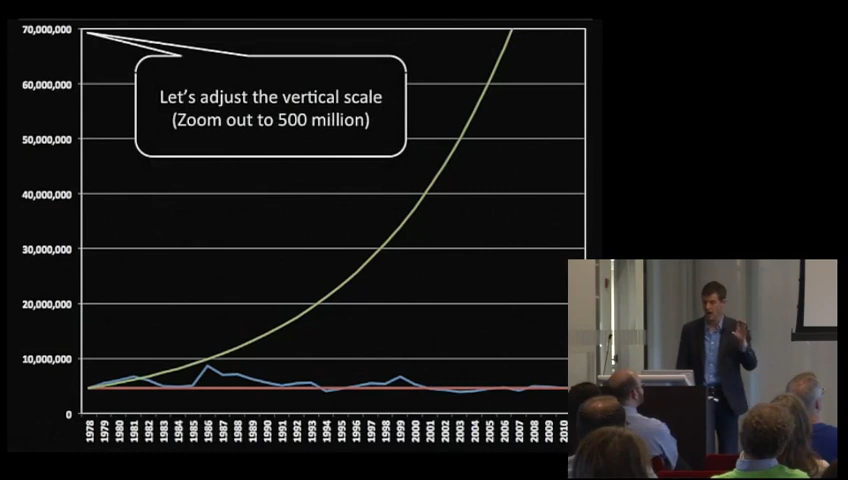 70,000,000
60,000,000
50,000,000
40,000,000
30,000,000
20,000,000
10,000,000
0
Let's adjust the vertical scale
(Zoom out to 500 million)
1978 1979 1980 1981 1982 1983 1984 1985 1986 1987 1988 1989 1990 1991 1992 1993 1994 1995 1996 1997 1998 1999 2000 2001 2002 2003 2004 2005 2006 2007 2008 2009 2010